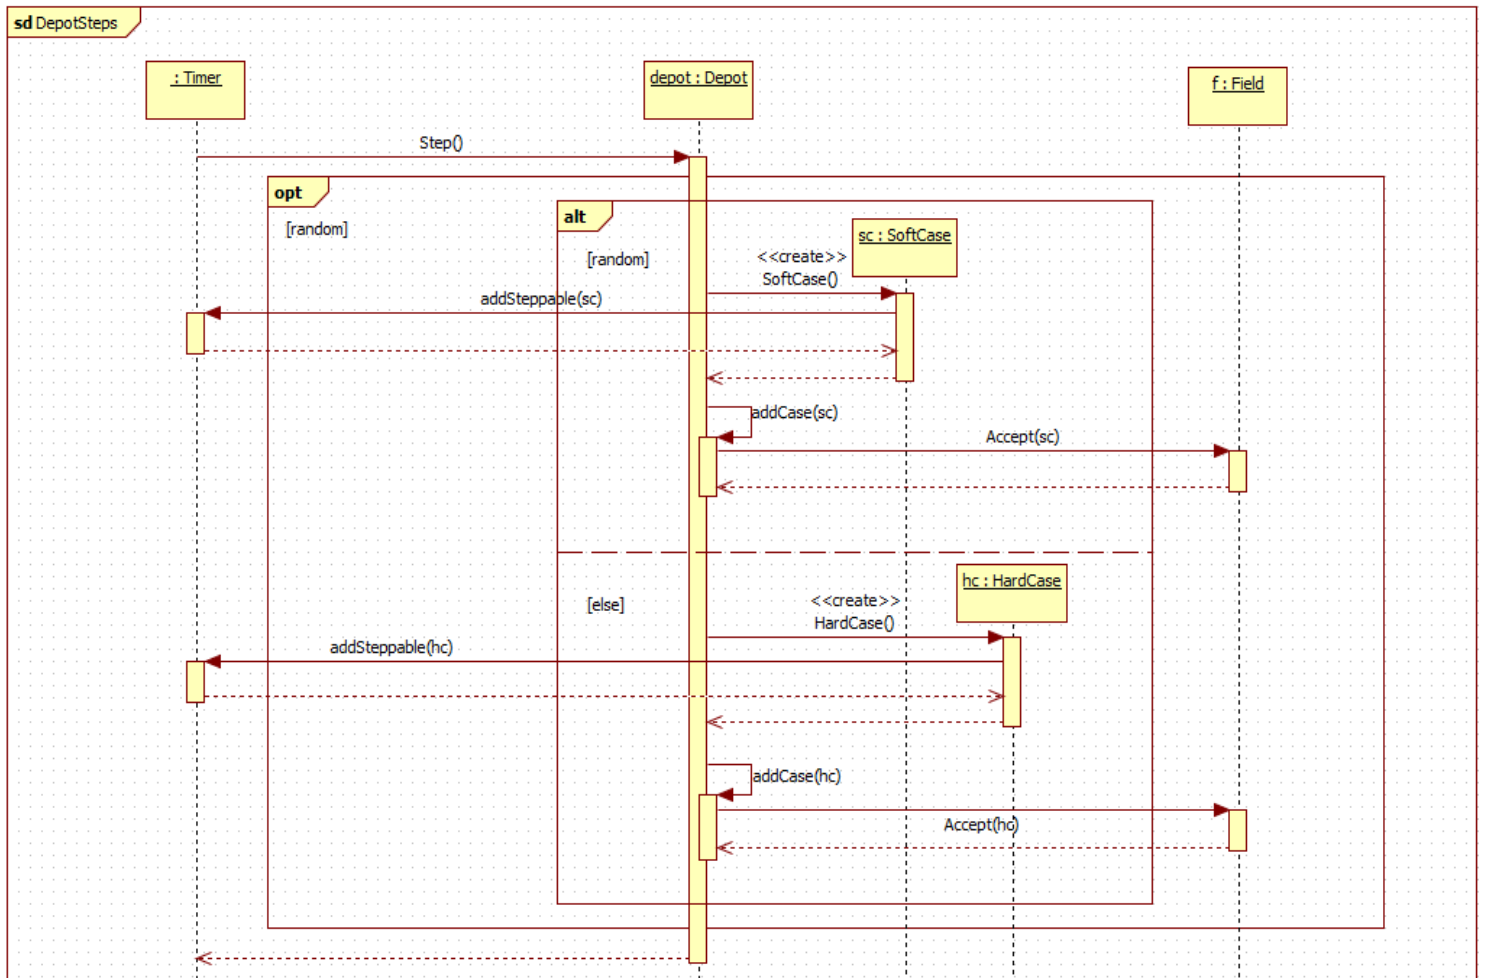 sd DepotSteps
: Timer
depot : Depot
f : Field
Step()
opt
[random]
alt
[random]
sc : SoftCase
<<create>>
SoftCase()
addSteppable(sc)
addCase(sc)
Accept(sc)
[else]
hc : HardCase
<<create>>
HardCase()
addSteppable(hc)
addCase(hc)
Accept(hc)